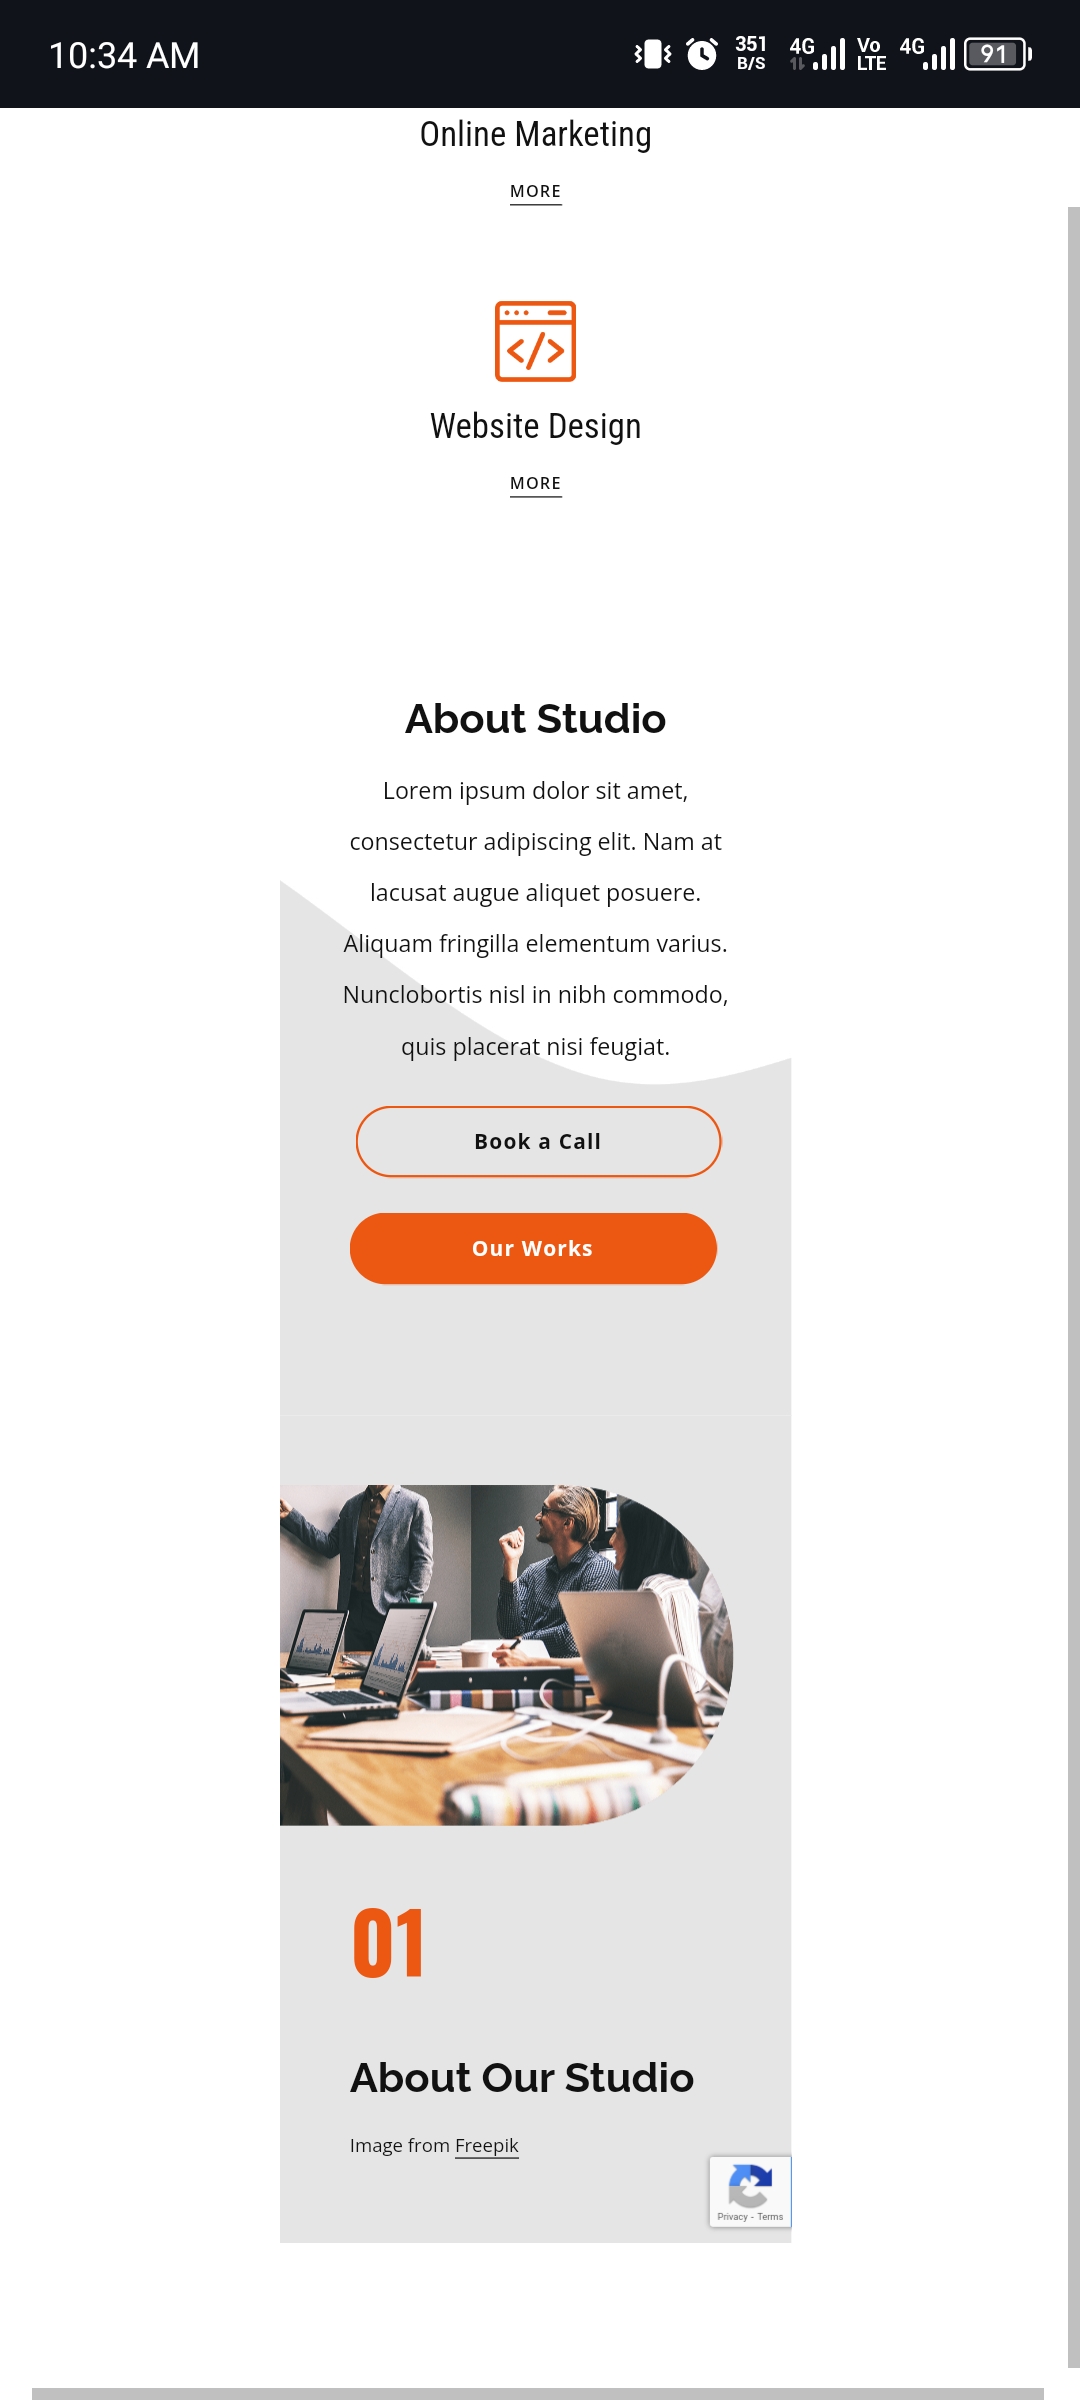 10:34 AM
351
B/S
4G
Vo
LTE
4G
91
Online Marketing
MORE
</>
Website Design
MORE
About Studio
Lorem ipsum dolor sit amet,
consectetur adipiscing elit. Nam at
lacusat augue aliquet posuere.
Aliquam fringilla elementum varius.
Nunclobortis nisl in nibh commodo,
quis placerat nisi feugiat.
Book a Call
Our Works
01
About Our Studio
Image from Freepik
Privacy - Terms